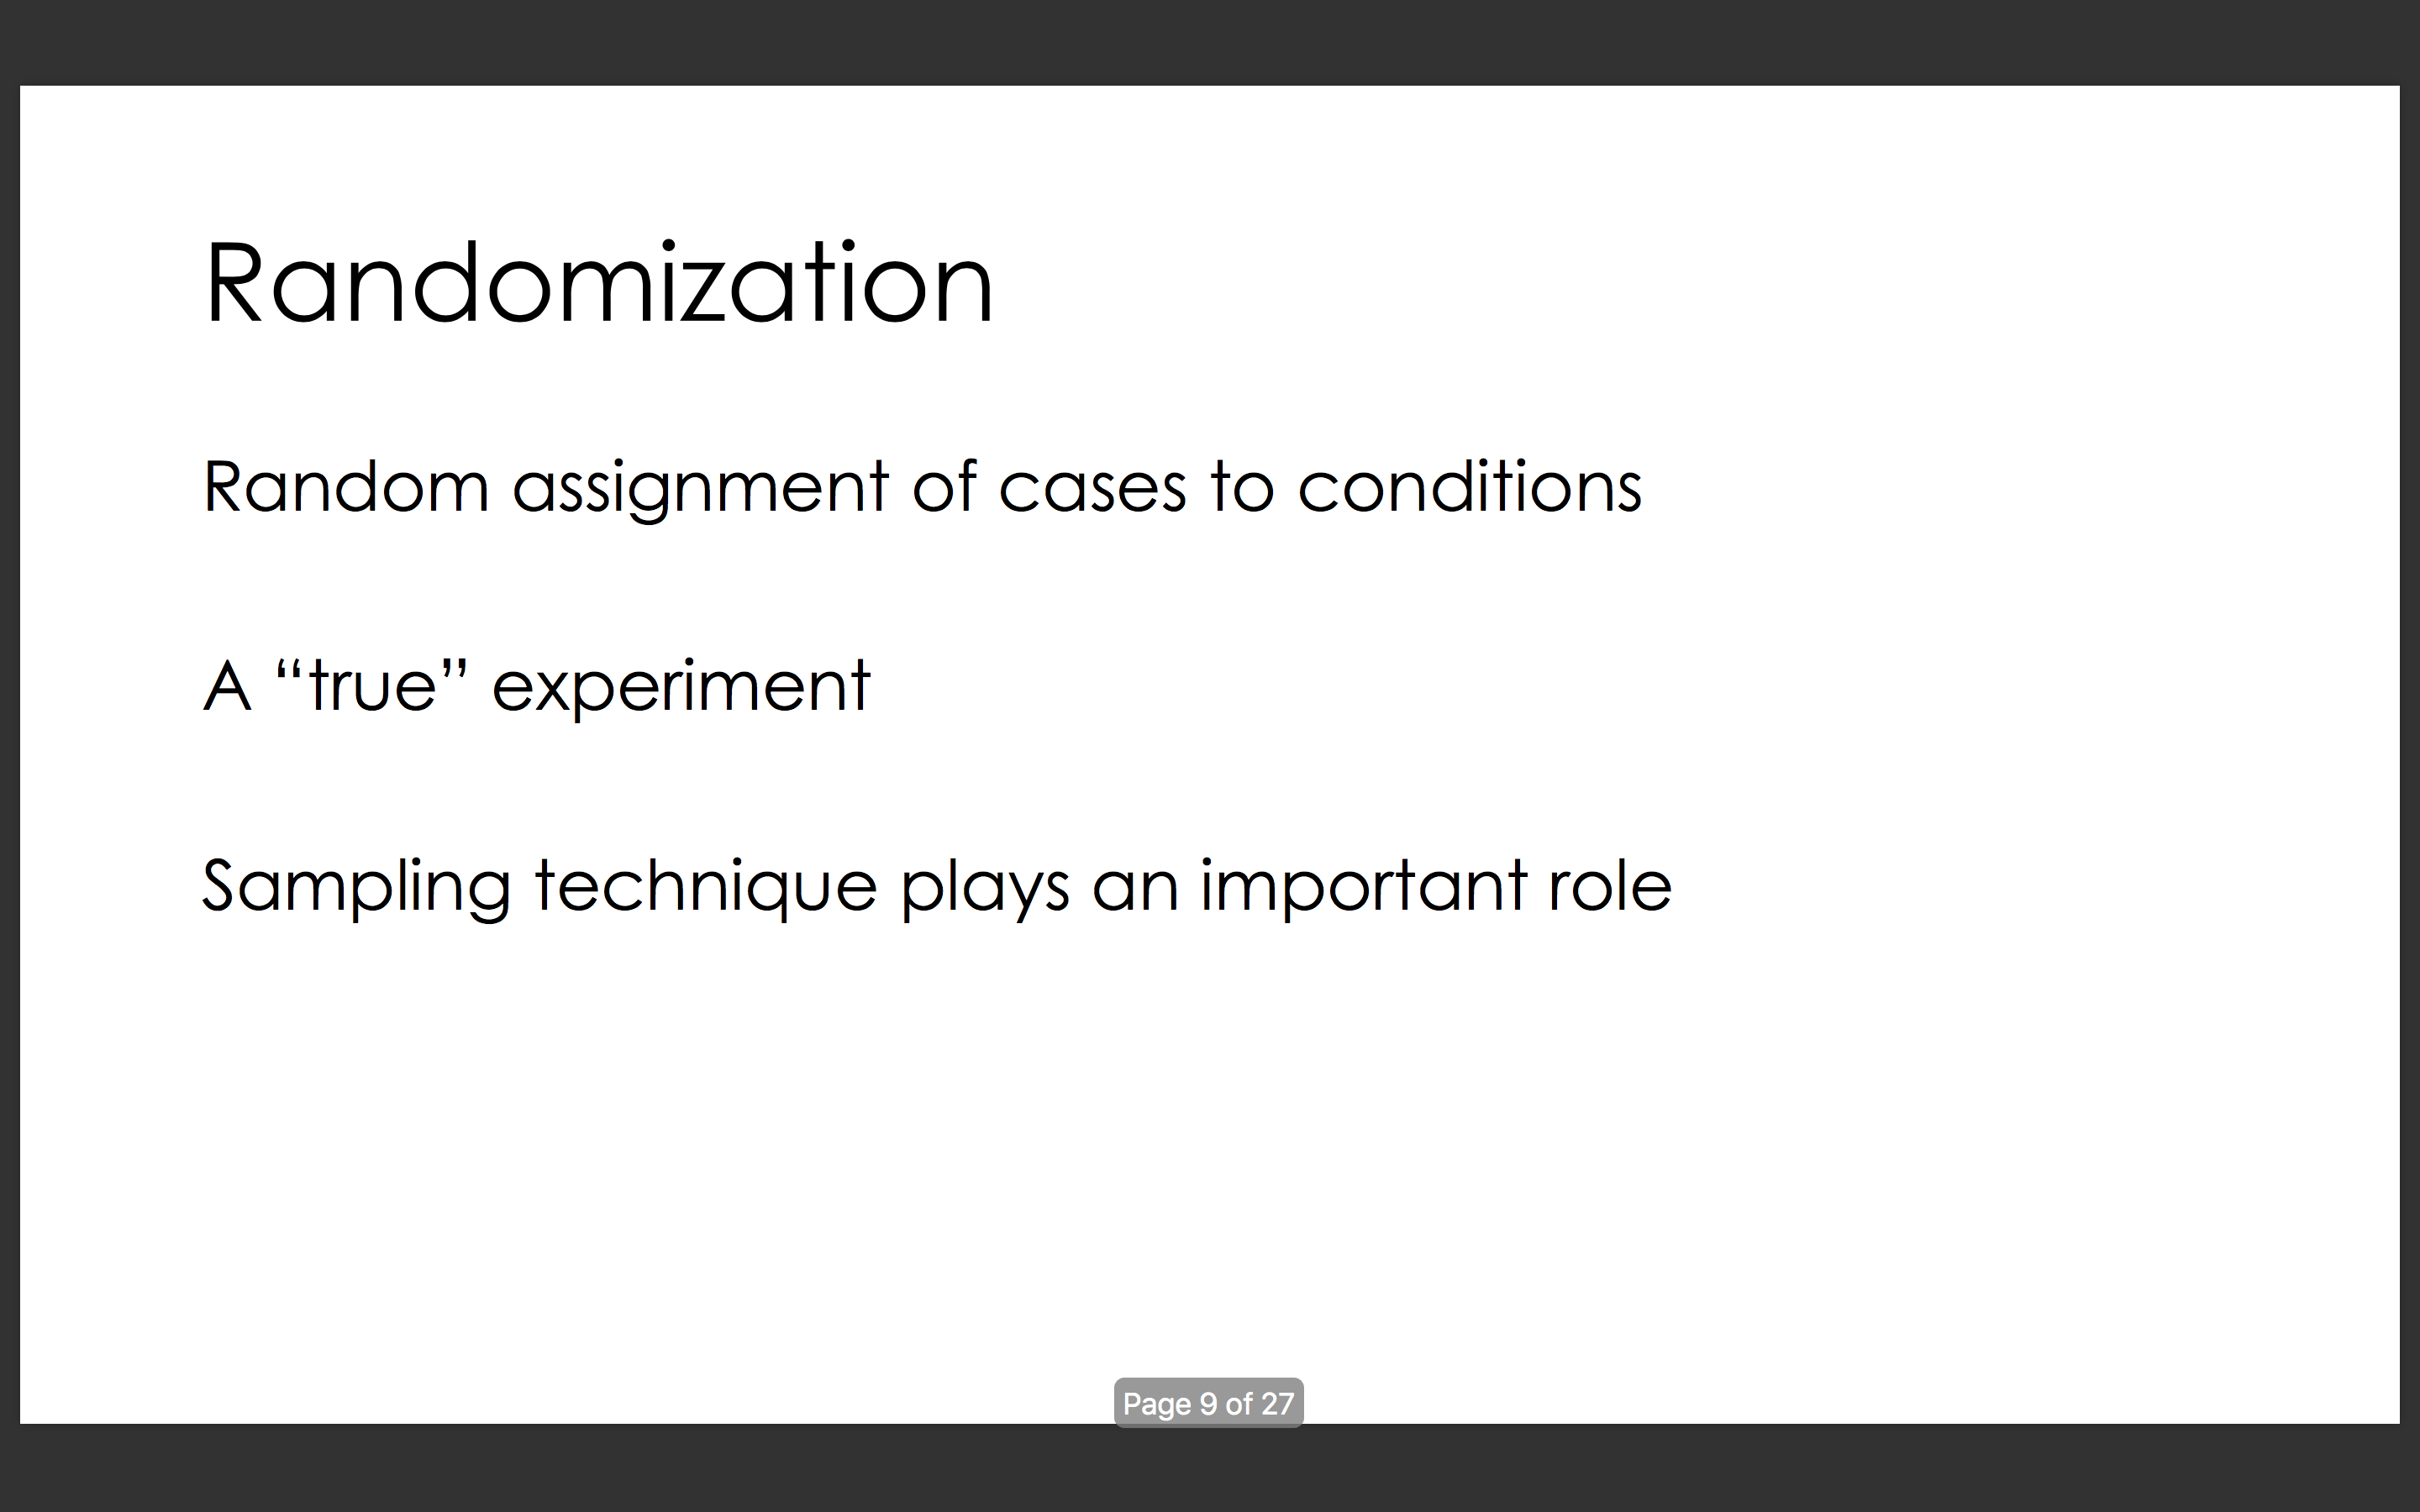 Randomization
Random assignment of cases to conditions
A “true” experiment
Sampling technique plays an important role
Page 9 of 27